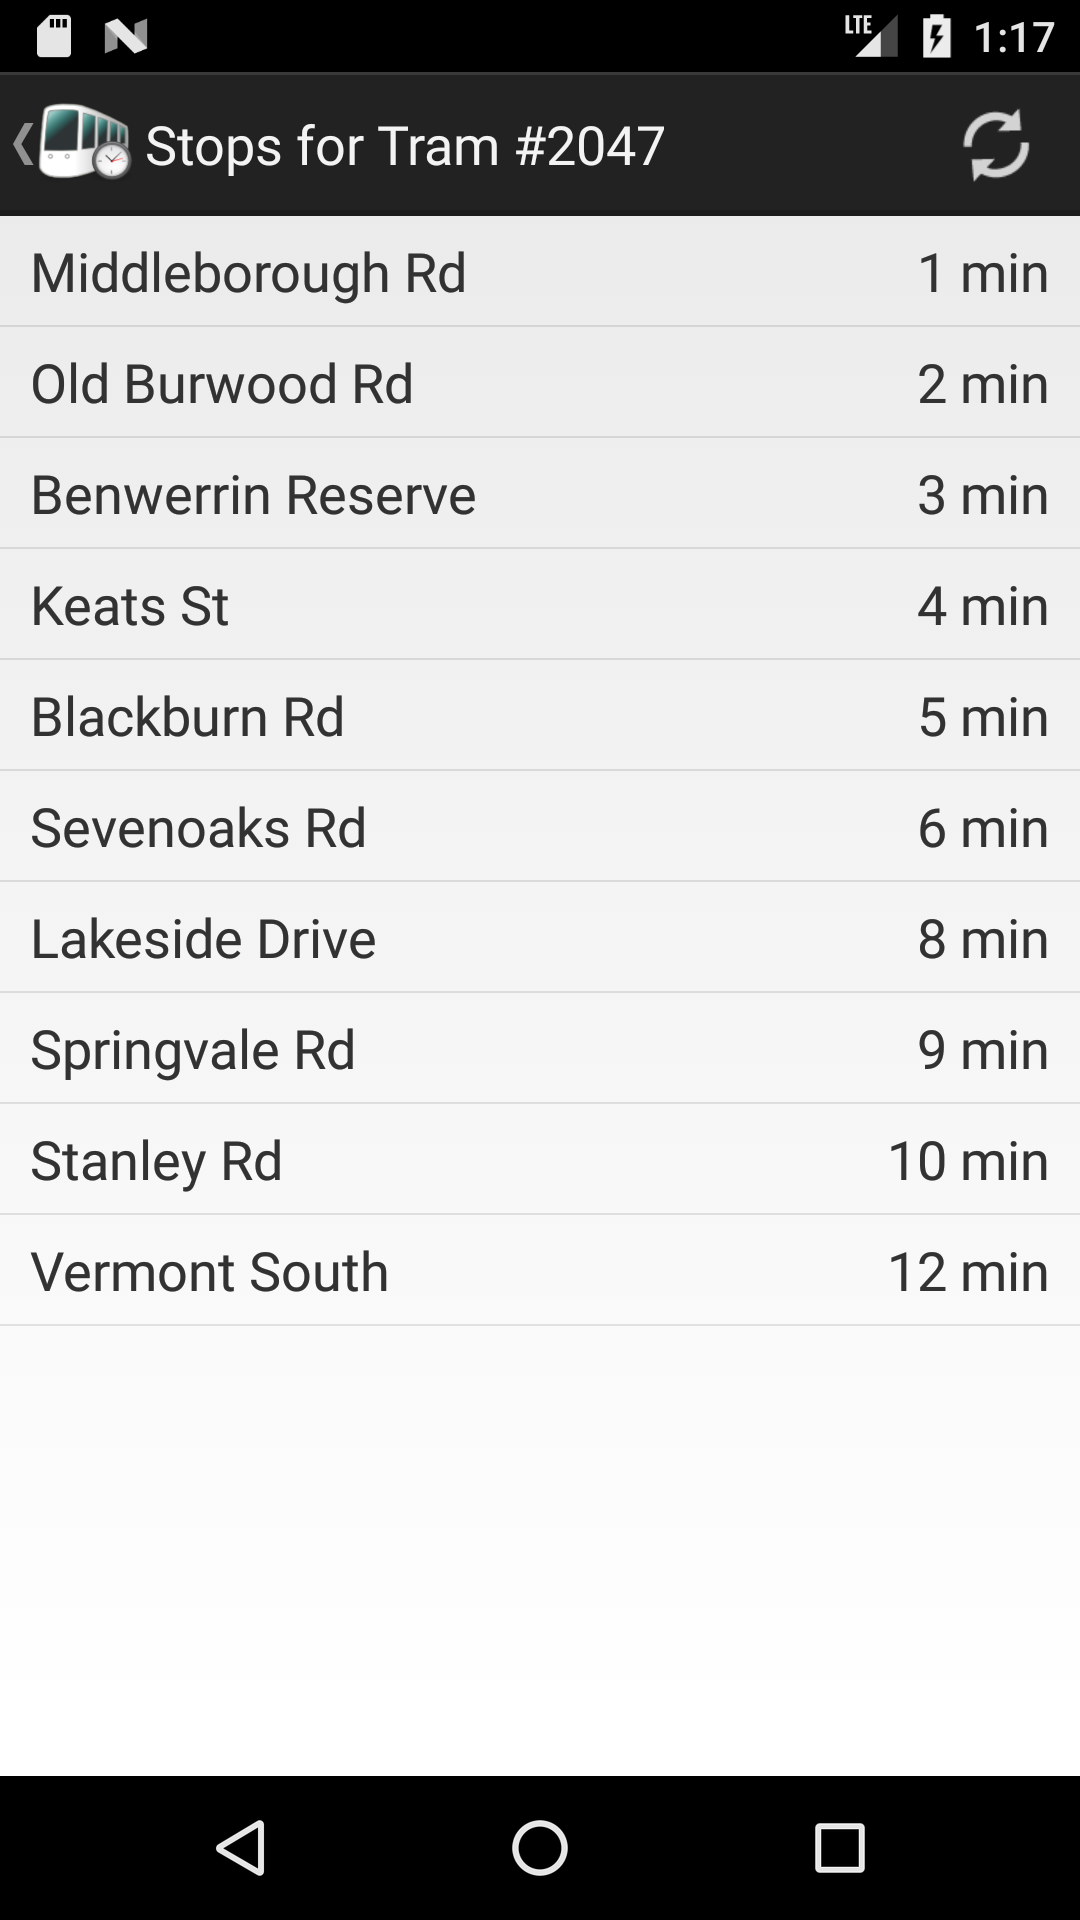 LTE 1:17
Stops for Tram #2047
Middleborough Rd 1 min
Old Burwood Rd 2 min
Benwerrin Reserve 3 min
Keats St 4 min
Blackburn Rd 5 min
Sevenoaks Rd 6 min
Lakeside Drive 8 min
Springvale Rd 9 min
Stanley Rd 10 min
Vermont South 12 min